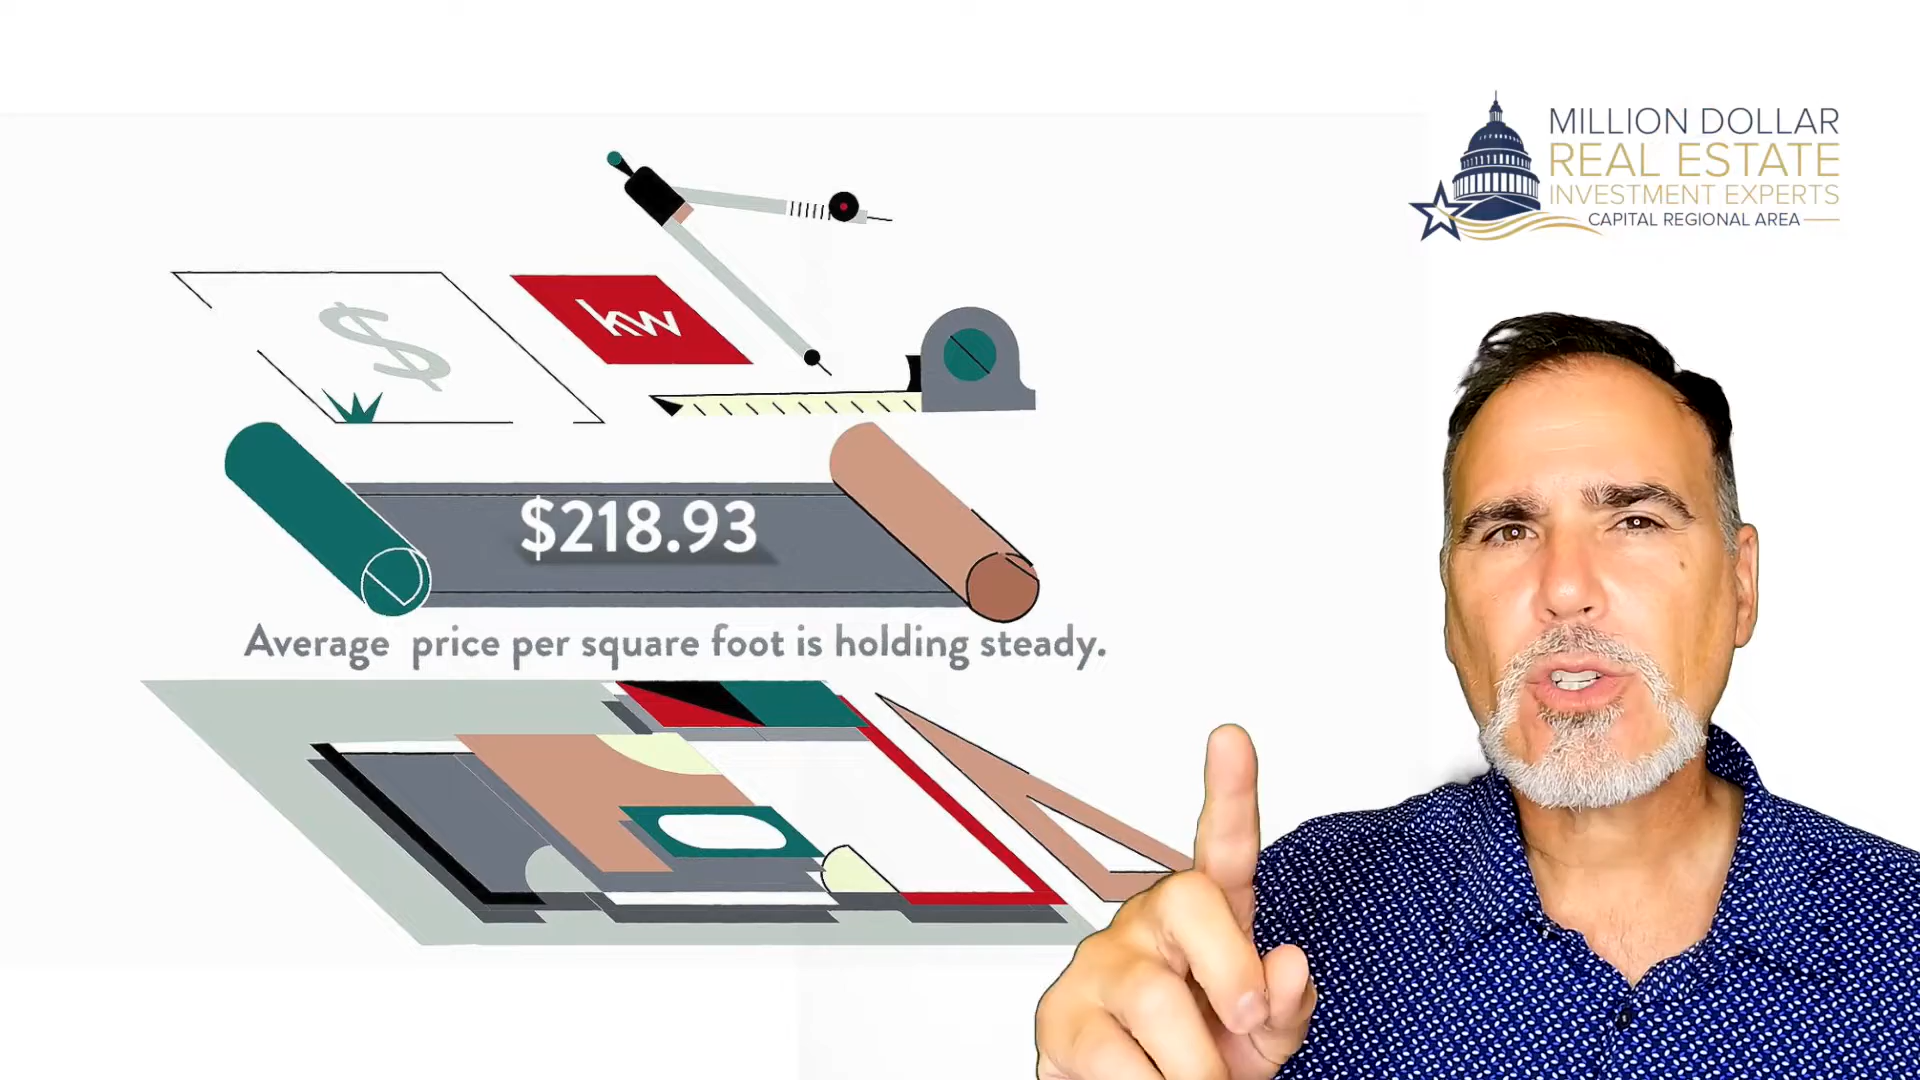 MILLION DOLLAR
REAL ESTATE
INVESTMENT EXPERTS
CAPITAL REGIONAL AREA
$
kw
$218.93
Average price per square foot is holding steady.